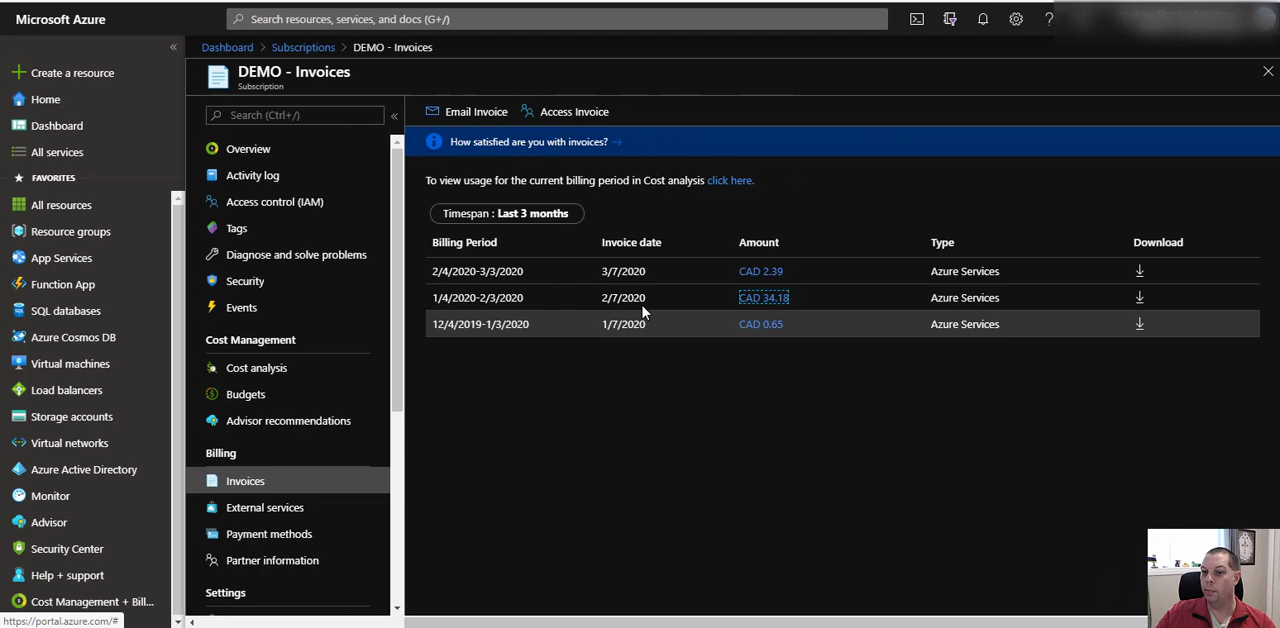 Microsoft Azure
Search resources, services, and docs (G+/)
?
«
Create a resource
Home
Dashboard
All services
FAVORITES
All resources
Resource groups
App Services
Function App
SQL databases
Azure Cosmos DB
Virtual machines
Load balancers
Storage accounts
Virtual networks
Azure Active Directory
Monitor
Advisor
Security Center
Help + support
Cost Management + Bill...
https://portal.azure.com/#
Dashboard > Subscriptions > DEMO - Invoices
DEMO - Invoices
Subscription
Search (Ctrl+/)
«
Overview
Activity log
Access control (IAM)
Tags
Diagnose and solve problems
Security
Events
Cost Management
Cost analysis
Budgets
Advisor recommendations
Billing
Invoices
External services
Payment methods
Partner information
Settings
Email Invoice Access Invoice
How satisfied are you with invoices? →
To view usage for the current billing period in Cost analysis click here.
Timespan : Last 3 months
Billing Period Invoice date Amount Type Download
2/4/2020-3/3/2020 3/7/2020 CAD 2.39 Azure Services
1/4/2020-2/3/2020 2/7/2020 CAD 34.18 Azure Services
12/4/2019-1/3/2020 1/7/2020 CAD 0.65 Azure Services